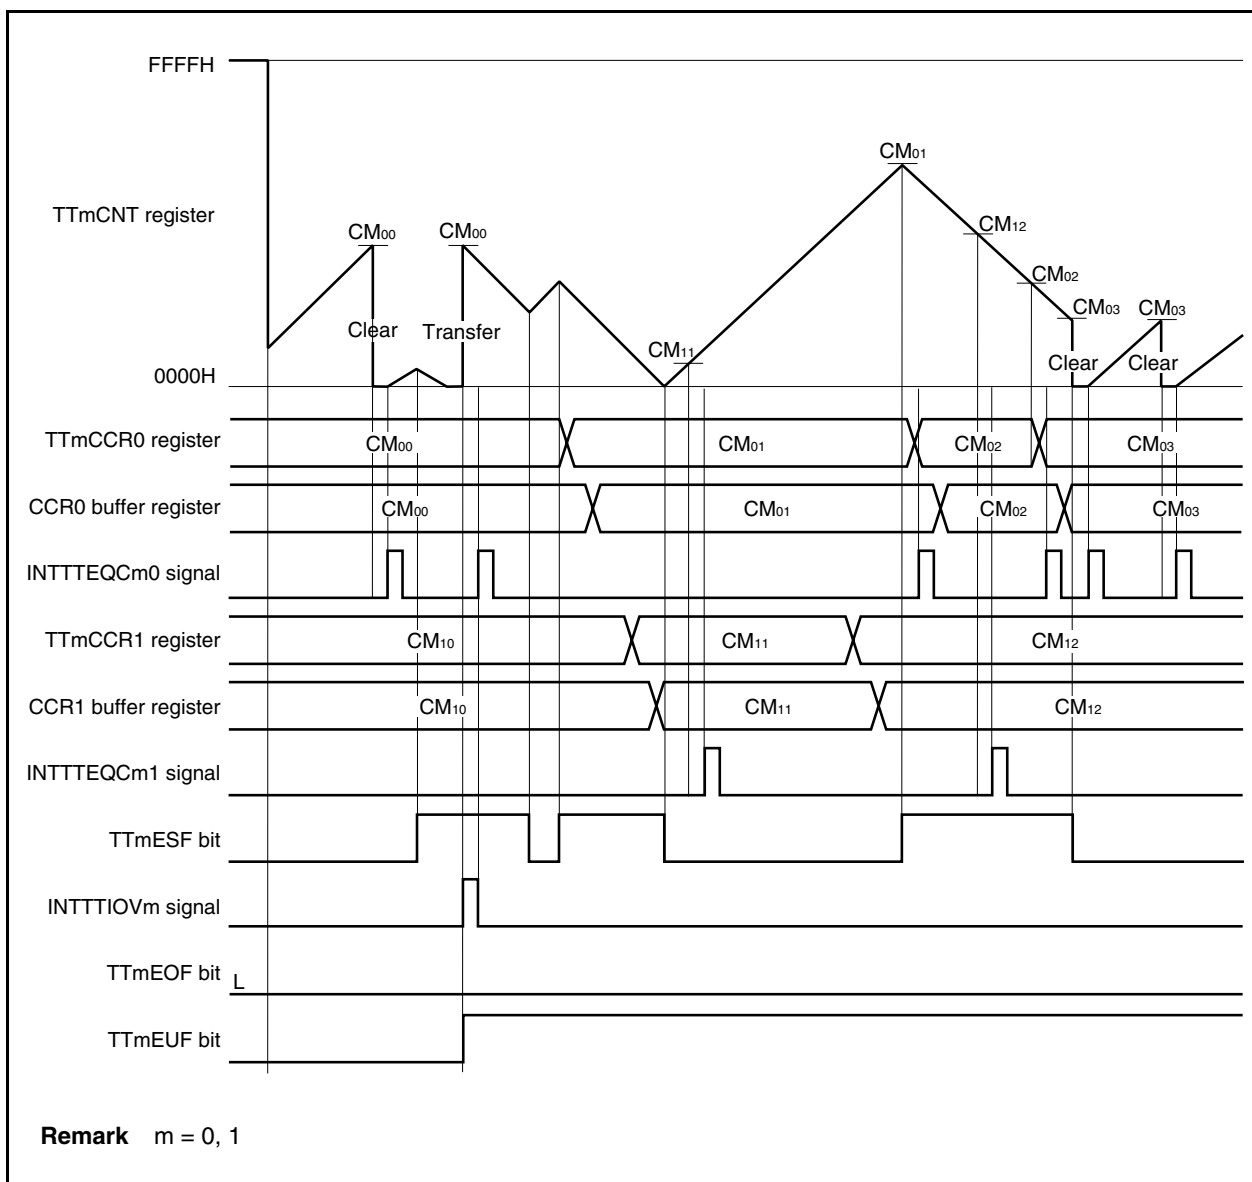 FFFFH
CM01
TTmCNT register
CM00
CM00
CM12
CM02
CM03
CM03
Clear
Transfer
CM11
Clear
Clear
0000H
TTmCCR0 register
CM00
CM01
CM02
CM03
CCR0 buffer register
CM00
CM01
CM02
CM03
INTTTEQCm0 signal
TTmCCR1 register
CM10
CM11
CM12
CCR1 buffer register
CM10
CM11
CM12
INTTTEQCm1 signal
TTmESF bit
INTTTIOVm signal
TTmEOF bit
L
TTmEUF bit
Remark m = 0, 1